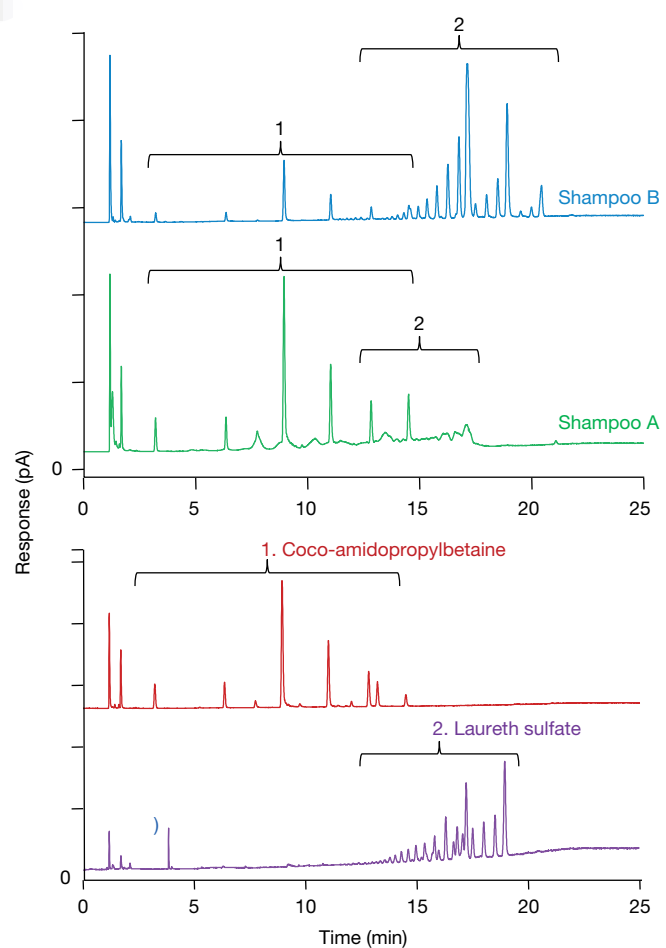 2
1
Shampoo B
1
2
Shampoo A
0
0 5 10 15 20 25
Response (pA)
1. Coco-amidopropylbetaine
2. Laureth sulfate
)
0
0 5 10 15 20 25
Time (min)